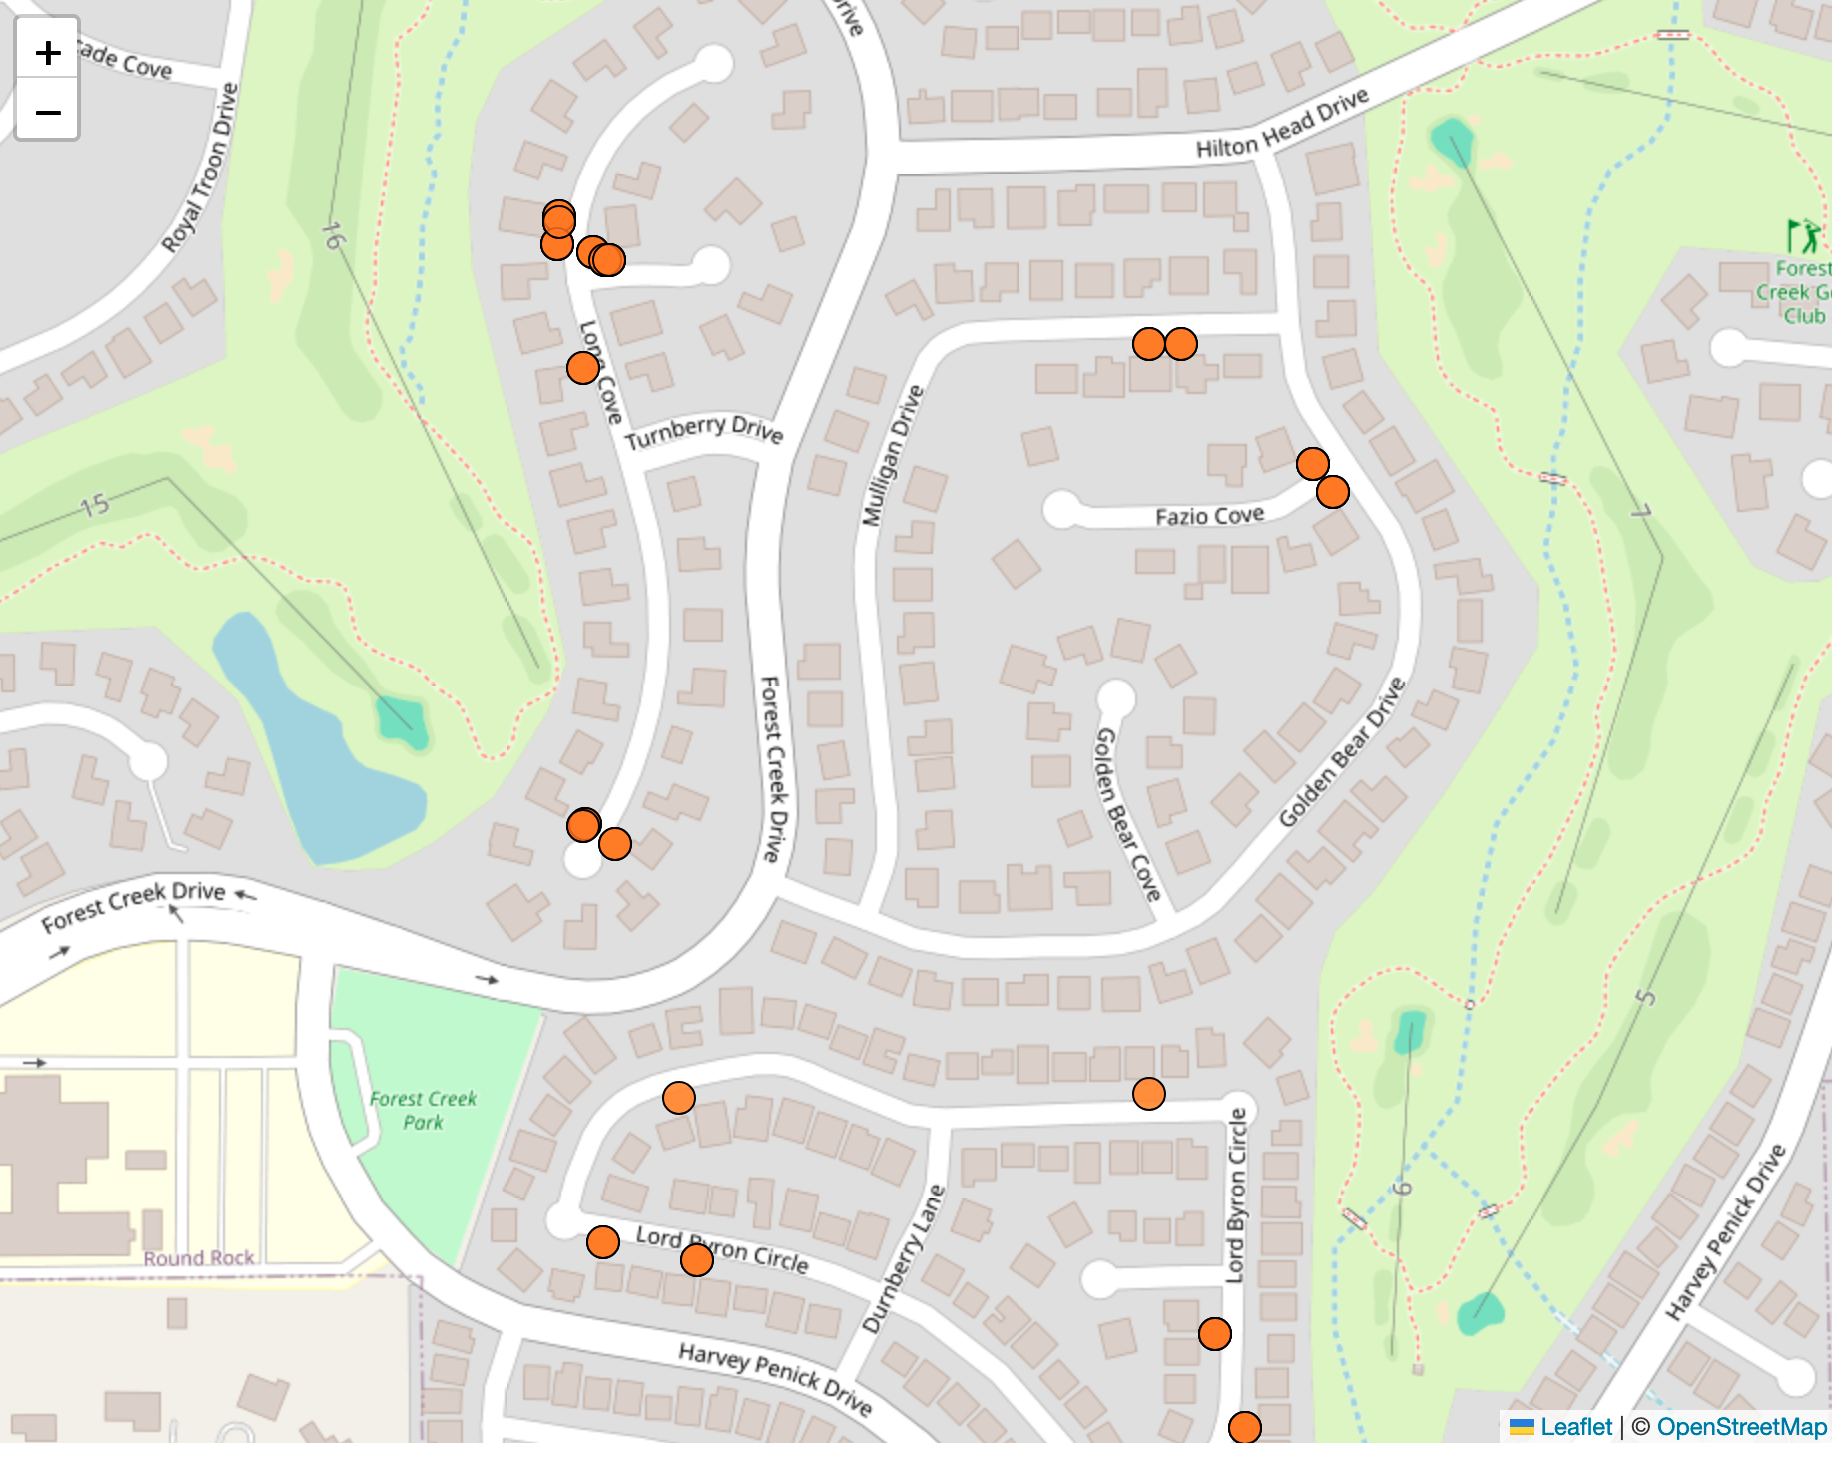 +
−
ade Cove
Royal Troon Drive
16
Drive
Hilton Head Drive
Forest
Creek G
Club
Long Cove
Turnberry Drive
Mulligan Drive
15
Fazio Cove
7
Forest Creek Drive
Golden Bear Cove
Golden Bear Drive
Forest Creek Drive
5
Forest Creek
Park
Lord Byron Circle
6
Round Rock
Lord Byron Circle
Durnberry Lane
Harvey Penick Drive
Harvey Penick Drive
Leaflet | © OpenStreetMap